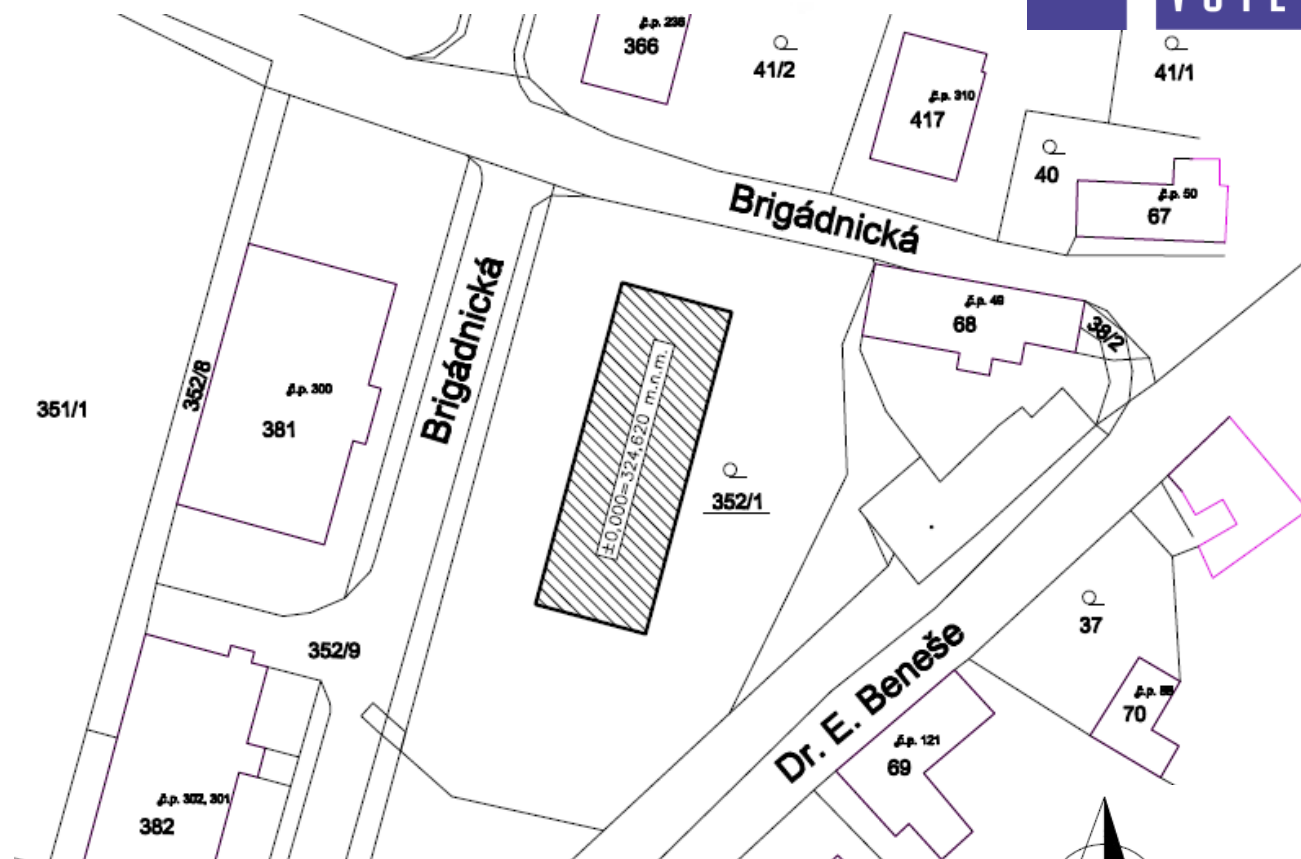 VOTE
č.p. 236
366
41/2
41/1
č.p. 310
417
40
č.p. 50
67
Brigádnická
č.p. 49
68
38/2
Brigádnická
352/8
č.p. 300
381
351/1
±0,000=324,620 m.n.m.
352/1
37
352/9
Dr. E. Beneše
č.p. 121
69
70
č.p. 302, 301
382